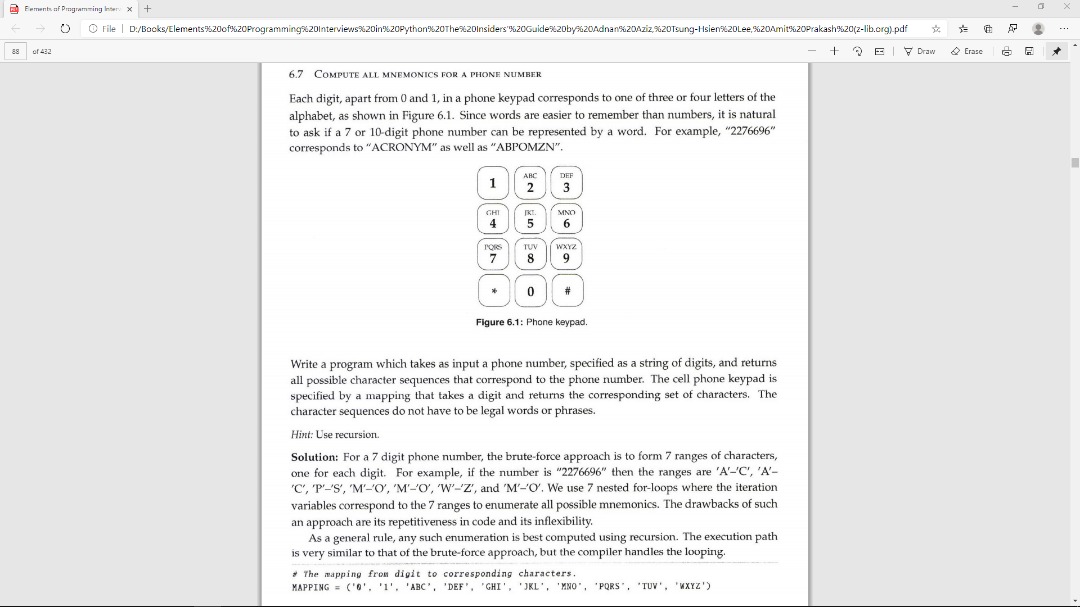 Elements of Programming Inter
File
D:/Books/Elements%20of%20Programming%20Interviews%20in%20Python%20The%20Insiders'%20Guide%20by%20Adnan%20Aziz,%20Tsung-Hsien%20Lee,%20Amit%20Prakash%20(z-lib.org).pdf
88 of 432
Draw
Erase
6.7 COMPUTE ALL MNEMONICS FOR A PHONE NUMBER
Each digit, apart from 0 and 1, in a phone keypad corresponds to one of three or four letters of the
alphabet, as shown in Figure 6.1. Since words are easier to remember than numbers, it is natural
to ask if a 7 or 10-digit phone number can be represented by a word. For example, "2276696"
corresponds to "ACRONYM" as well as "ABPOMZN".
ABC DEF
1 2 3
GHI JKL MNO
4 5 6
PQRS TUV WXYZ
7 8 9
* 0 #
Figure 6.1: Phone keypad.
Write a program which takes as input a phone number, specified as a string of digits, and returns
all possible character sequences that correspond to the phone number. The cell phone keypad is
specified by a mapping that takes a digit and returns the corresponding set of characters. The
character sequences do not have to be legal words or phrases.
Hint: Use recursion.
Solution: For a 7 digit phone number, the brute-force approach is to form 7 ranges of characters,
one for each digit. For example, if the number is "2276696" then the ranges are 'A'–'C', 'A'–
'C', 'P'–'S', 'M'–'O', 'M'–'O', 'W'–'Z', and 'M'–'O'. We use 7 nested for-loops where the iteration
variables correspond to the 7 ranges to enumerate all possible mnemonics. The drawbacks of such
an approach are its repetitiveness in code and its inflexibility.
As a general rule, any such enumeration is best computed using recursion. The execution path
is very similar to that of the brute-force approach, but the compiler handles the looping.
# The mapping from digit to corresponding characters.
MAPPING = ('0', '1', 'ABC', 'DEF', 'GHI', 'JKL', 'MNO', 'PQRS', 'TUV', 'WXYZ')